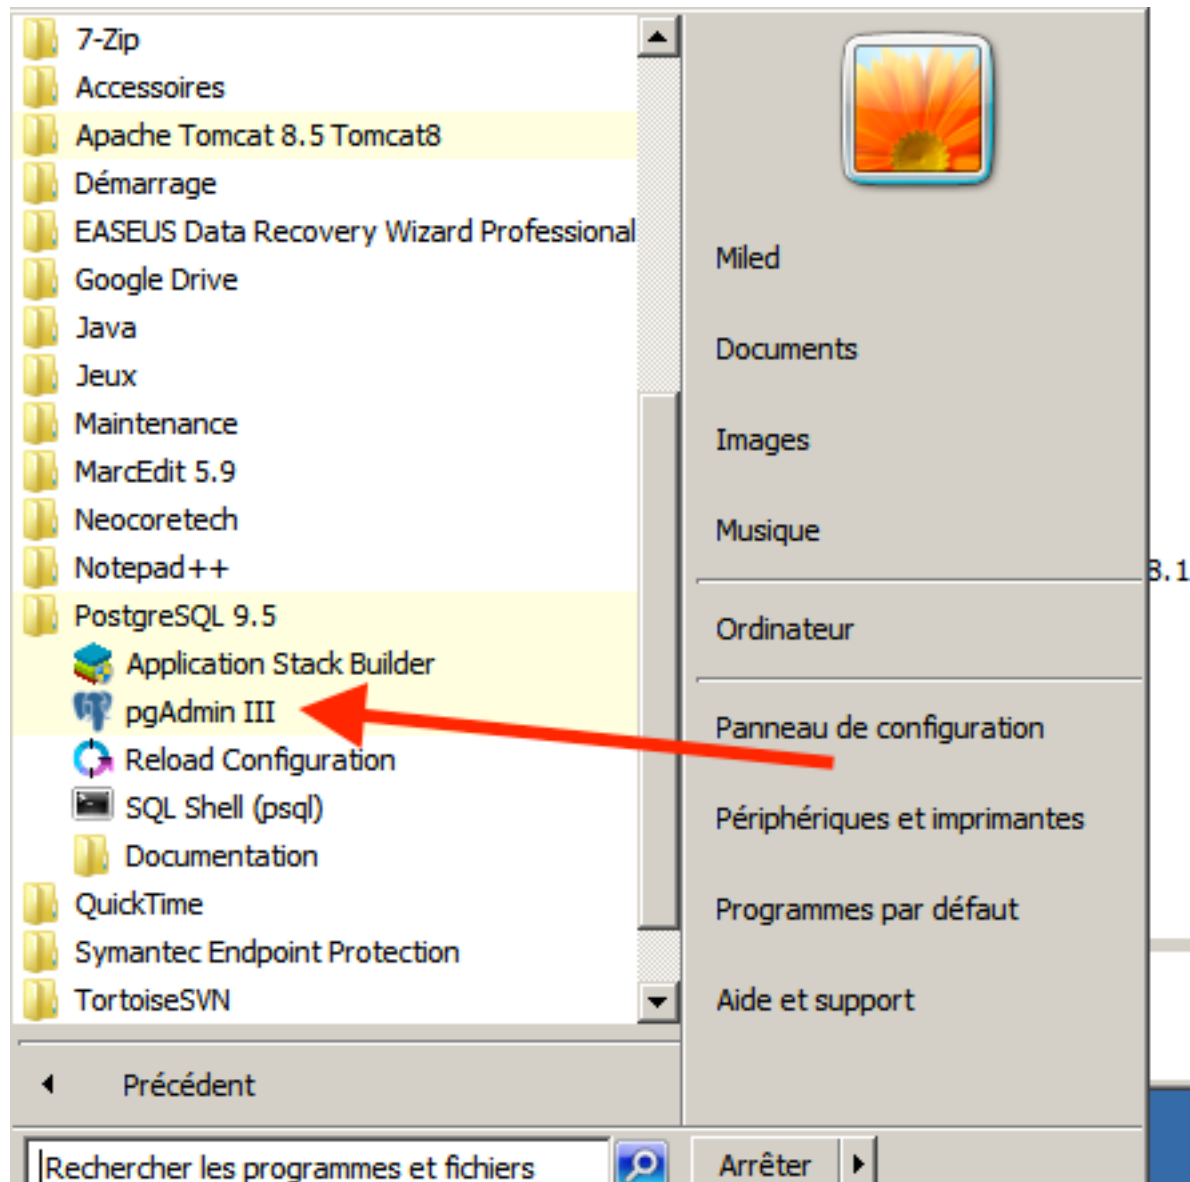 7-Zip
Accessoires
Apache Tomcat 8.5 Tomcat8
Démarrage
EASEUS Data Recovery Wizard Professional
Google Drive
Java
Jeux
Maintenance
MarcEdit 5.9
Neocoretech
Notepad++
PostgreSQL 9.5
Application Stack Builder
pgAdmin III
Reload Configuration
SQL Shell (psql)
Documentation
QuickTime
Symantec Endpoint Protection
TortoiseSVN
Précédent
Rechercher les programmes et fichiers
Miled
Documents
Images
Musique
Ordinateur
Panneau de configuration
Périphériques et imprimantes
Programmes par défaut
Aide et support
Arrêter
8.1